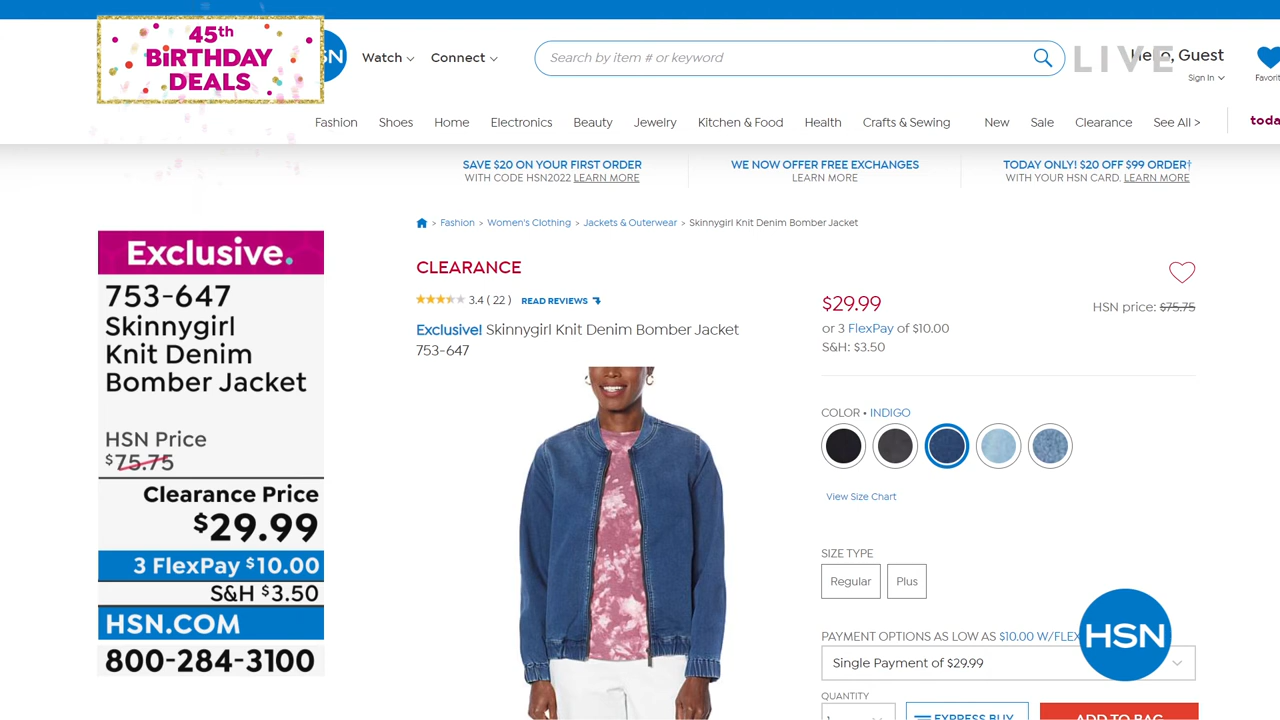 45th
BiRTHDAY
DEALS
SN
Watch
Connect
Search by item # or keyword
LIVE
Hello, Guest
Sign In
Fashion
Shoes
Home
Electronics
Beauty
Jewelry
Kitchen & Food
Health
Crafts & Sewing
New
Sale
Clearance
See All >
SAVE $20 ON YOUR FIRST ORDER
WITH CODE HSN2022 LEARN MORE
WE NOW OFFER FREE EXCHANGES
LEARN MORE
TODAY ONLY! $20 OFF $99 ORDER†
WITH YOUR HSN CARD. LEARN MORE
> Fashion > Women's Clothing > Jackets & Outerwear > Skinnygirl Knit Denim Bomber Jacket
Exclusive.
753-647
Skinnygirl
Knit Denim
Bomber Jacket
HSN Price
$75.75
Clearance Price
$29.99
3 FlexPay $10.00
S&H $3.50
HSN.COM
800-284-3100
CLEARANCE
3.4 ( 22 ) READ REVIEWS
Exclusive! Skinnygirl Knit Denim Bomber Jacket
753-647
$29.99
HSN price: $75.75
or 3 FlexPay of $10.00
S&H: $3.50
COLOR • INDIGO
View Size Chart
SIZE TYPE
Regular
Plus
PAYMENT OPTIONS AS LOW AS $10.00 W/FLEX
HSN
Single Payment of $29.99
QUANTITY
1
EXPRESS BUY
ADD TO BAG